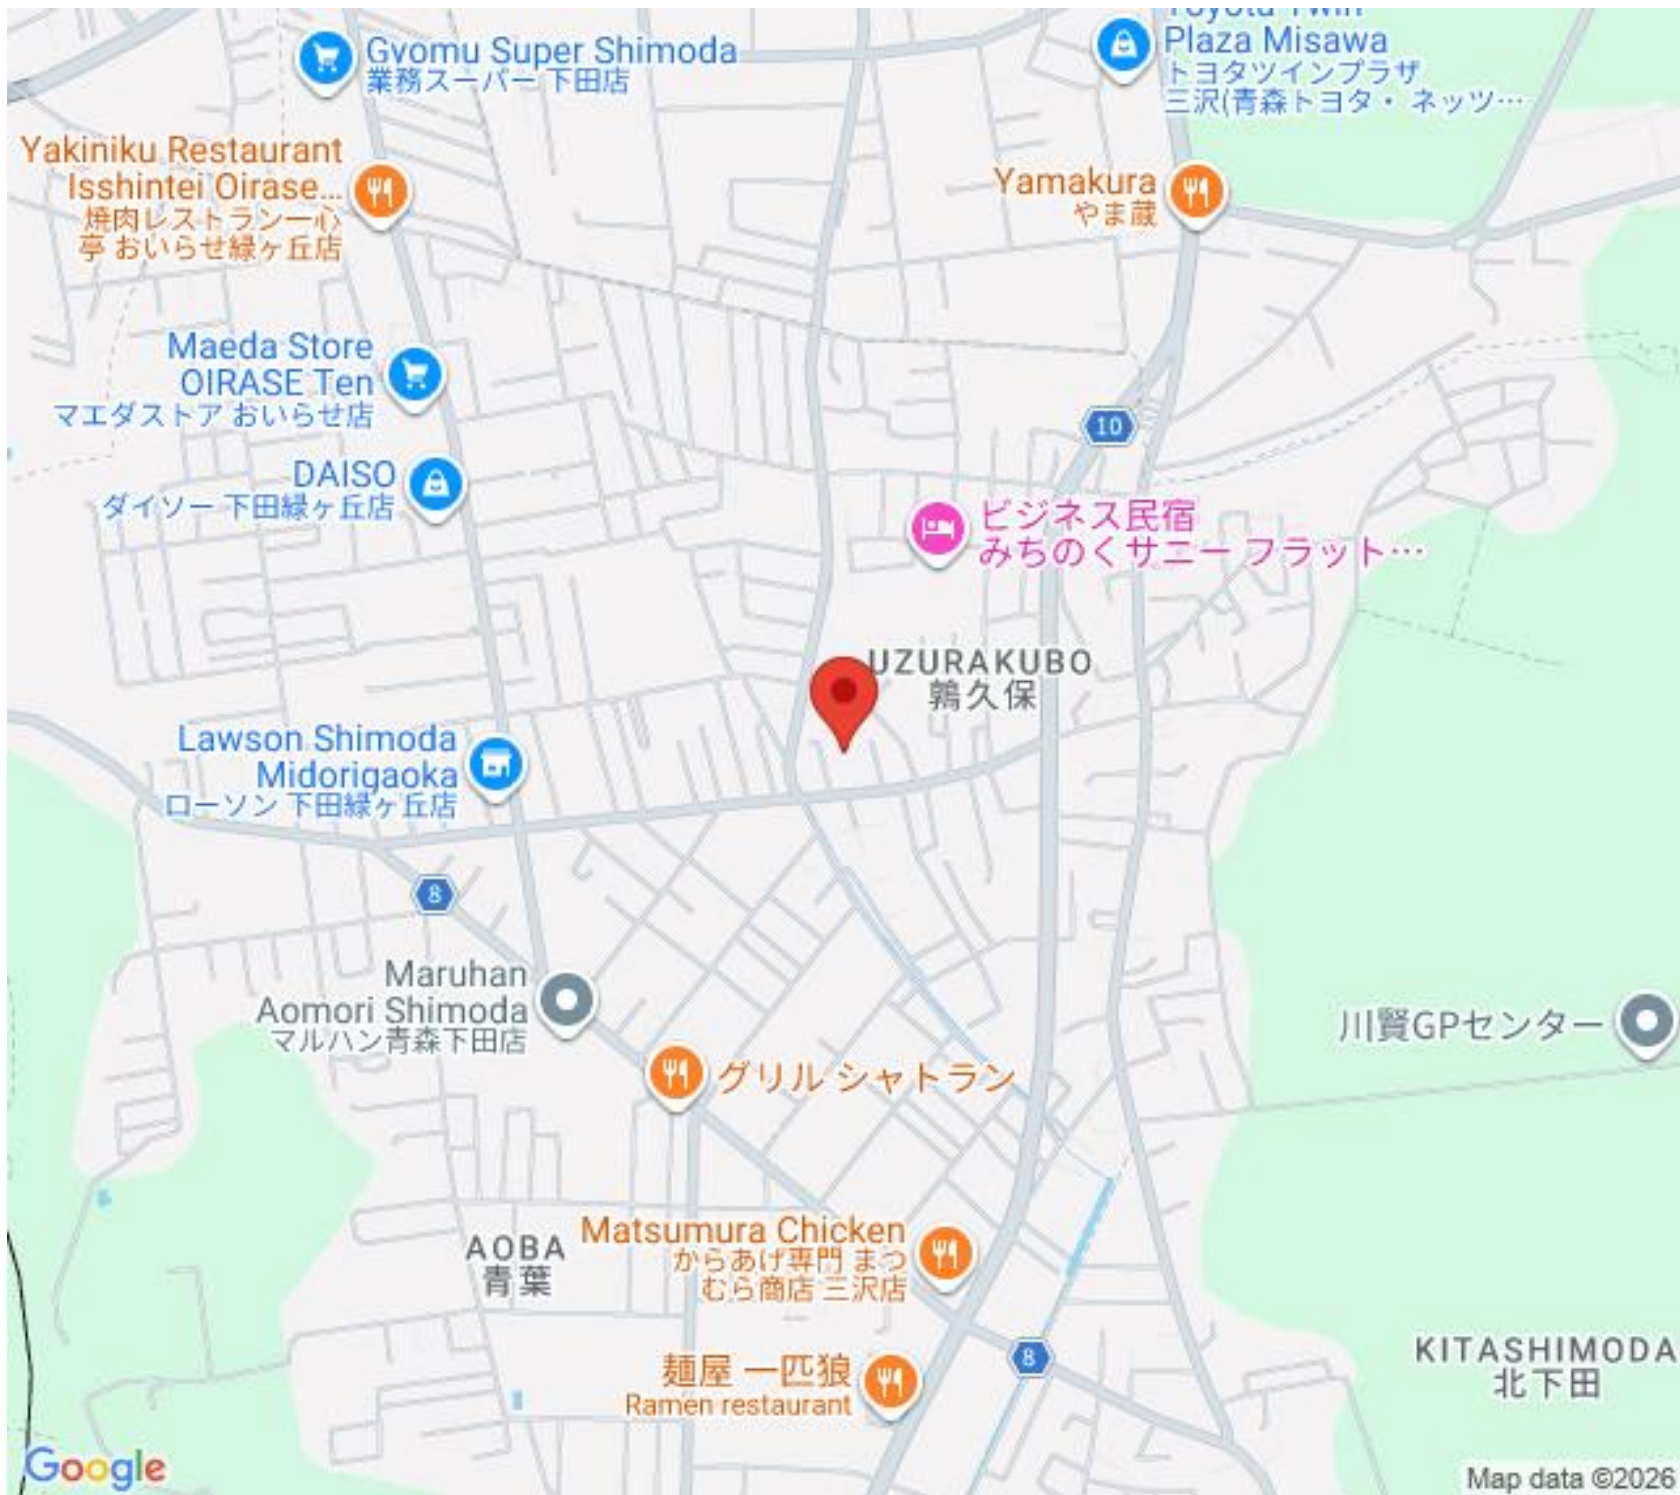 Gyomu Super Shimoda
業務スーパー 下田店
Toyota Twin
Plaza Misawa
トヨタツインプラザ
三沢(青森トヨタ・ネッツ…
Yakiniku Restaurant
Isshintei Oirase...
焼肉レストラン一心
亭 おいらせ緑ヶ丘店
Yamakura
やま蔵
Maeda Store
OIRASE Ten
マエダストア おいらせ店
10
DAISO
ダイソー 下田緑ヶ丘店
ビジネス民宿
みちのくサニー フラット…
UZURAKUBO
鶉久保
Lawson Shimoda
Midorigaoka
ローソン 下田緑ヶ丘店
8
Maruhan
Aomori Shimoda
マルハン青森下田店
川賢GPセンター
グリル シャトラン
Matsumura Chicken
からあげ専門 まつ
むら商店 三沢店
AOBA
青葉
麺屋 一匹狼
Ramen restaurant
8
KITASHIMODA
北下田
Google
Map data ©2026